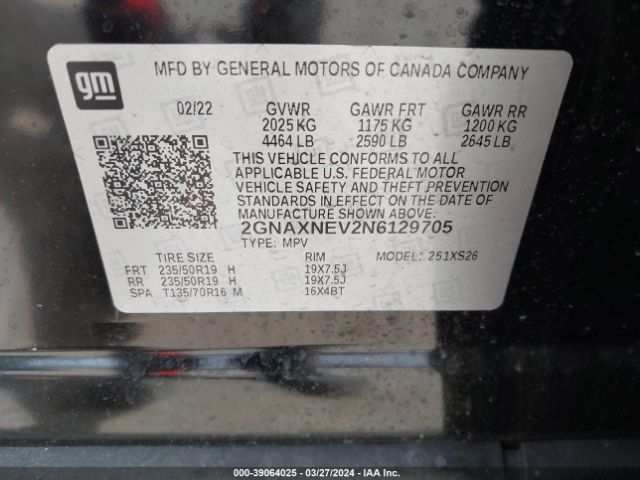 gm
MFD BY GENERAL MOTORS OF CANADA COMPANY
02/22 GVWR GAWR FRT GAWR RR
2025 KG 1175 KG 1200 KG
4464 LB 2590 LB 2645 LB
THIS VEHICLE CONFORMS TO ALL
APPLICABLE U.S. FEDERAL MOTOR
VEHICLE SAFETY AND THEFT PREVENTION
STANDARDS IN EFFECT ON THE DATE OF
MANUFACTURE SHOWN ABOVE.
2GNAXNEV2N6129705
TYPE: MPV MODEL: 251XS26
TIRE SIZE RIM
FRT 235/50R19 H 19X7.5J
RR 235/50R19 H 19X7.5J
SPA T135/70R16 M 16X4BT
000-39064025 — 03/27/2024 — IAA Inc.